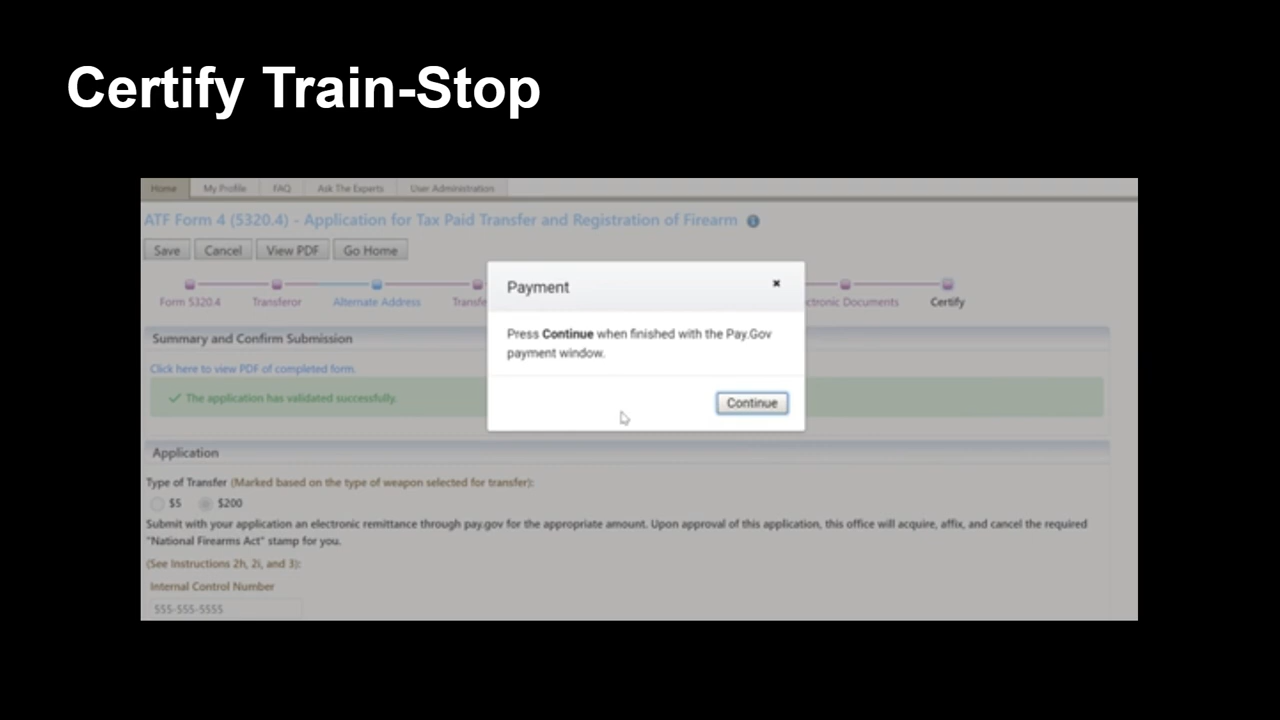 Certify Train-Stop
Home My Profile FAQ Ask The Experts User Administration
ATF Form 4 (5320.4) - Application for Tax Paid Transfer and Registration of Firearm
Save Cancel View PDF Go Home
Payment
Form 5320.4 Transferor Alternate Address Transfe ctronic Documents Certify
Press Continue when finished with the Pay.Gov
payment window.
Continue
Summary and Confirm Submission
Click here to view PDF of completed form.
The application has validated successfully.
Application
Type of Transfer (Marked based on the type of weapon selected for transfer):
$5 $200
Submit with your application an electronic remittance through pay.gov for the appropriate amount. Upon approval of this application, this office will acquire, affix, and cancel the required
"National Firearms Act" stamp for you.
(See Instructions 2h, 2i, and 3):
Internal Control Number
555-555-5555